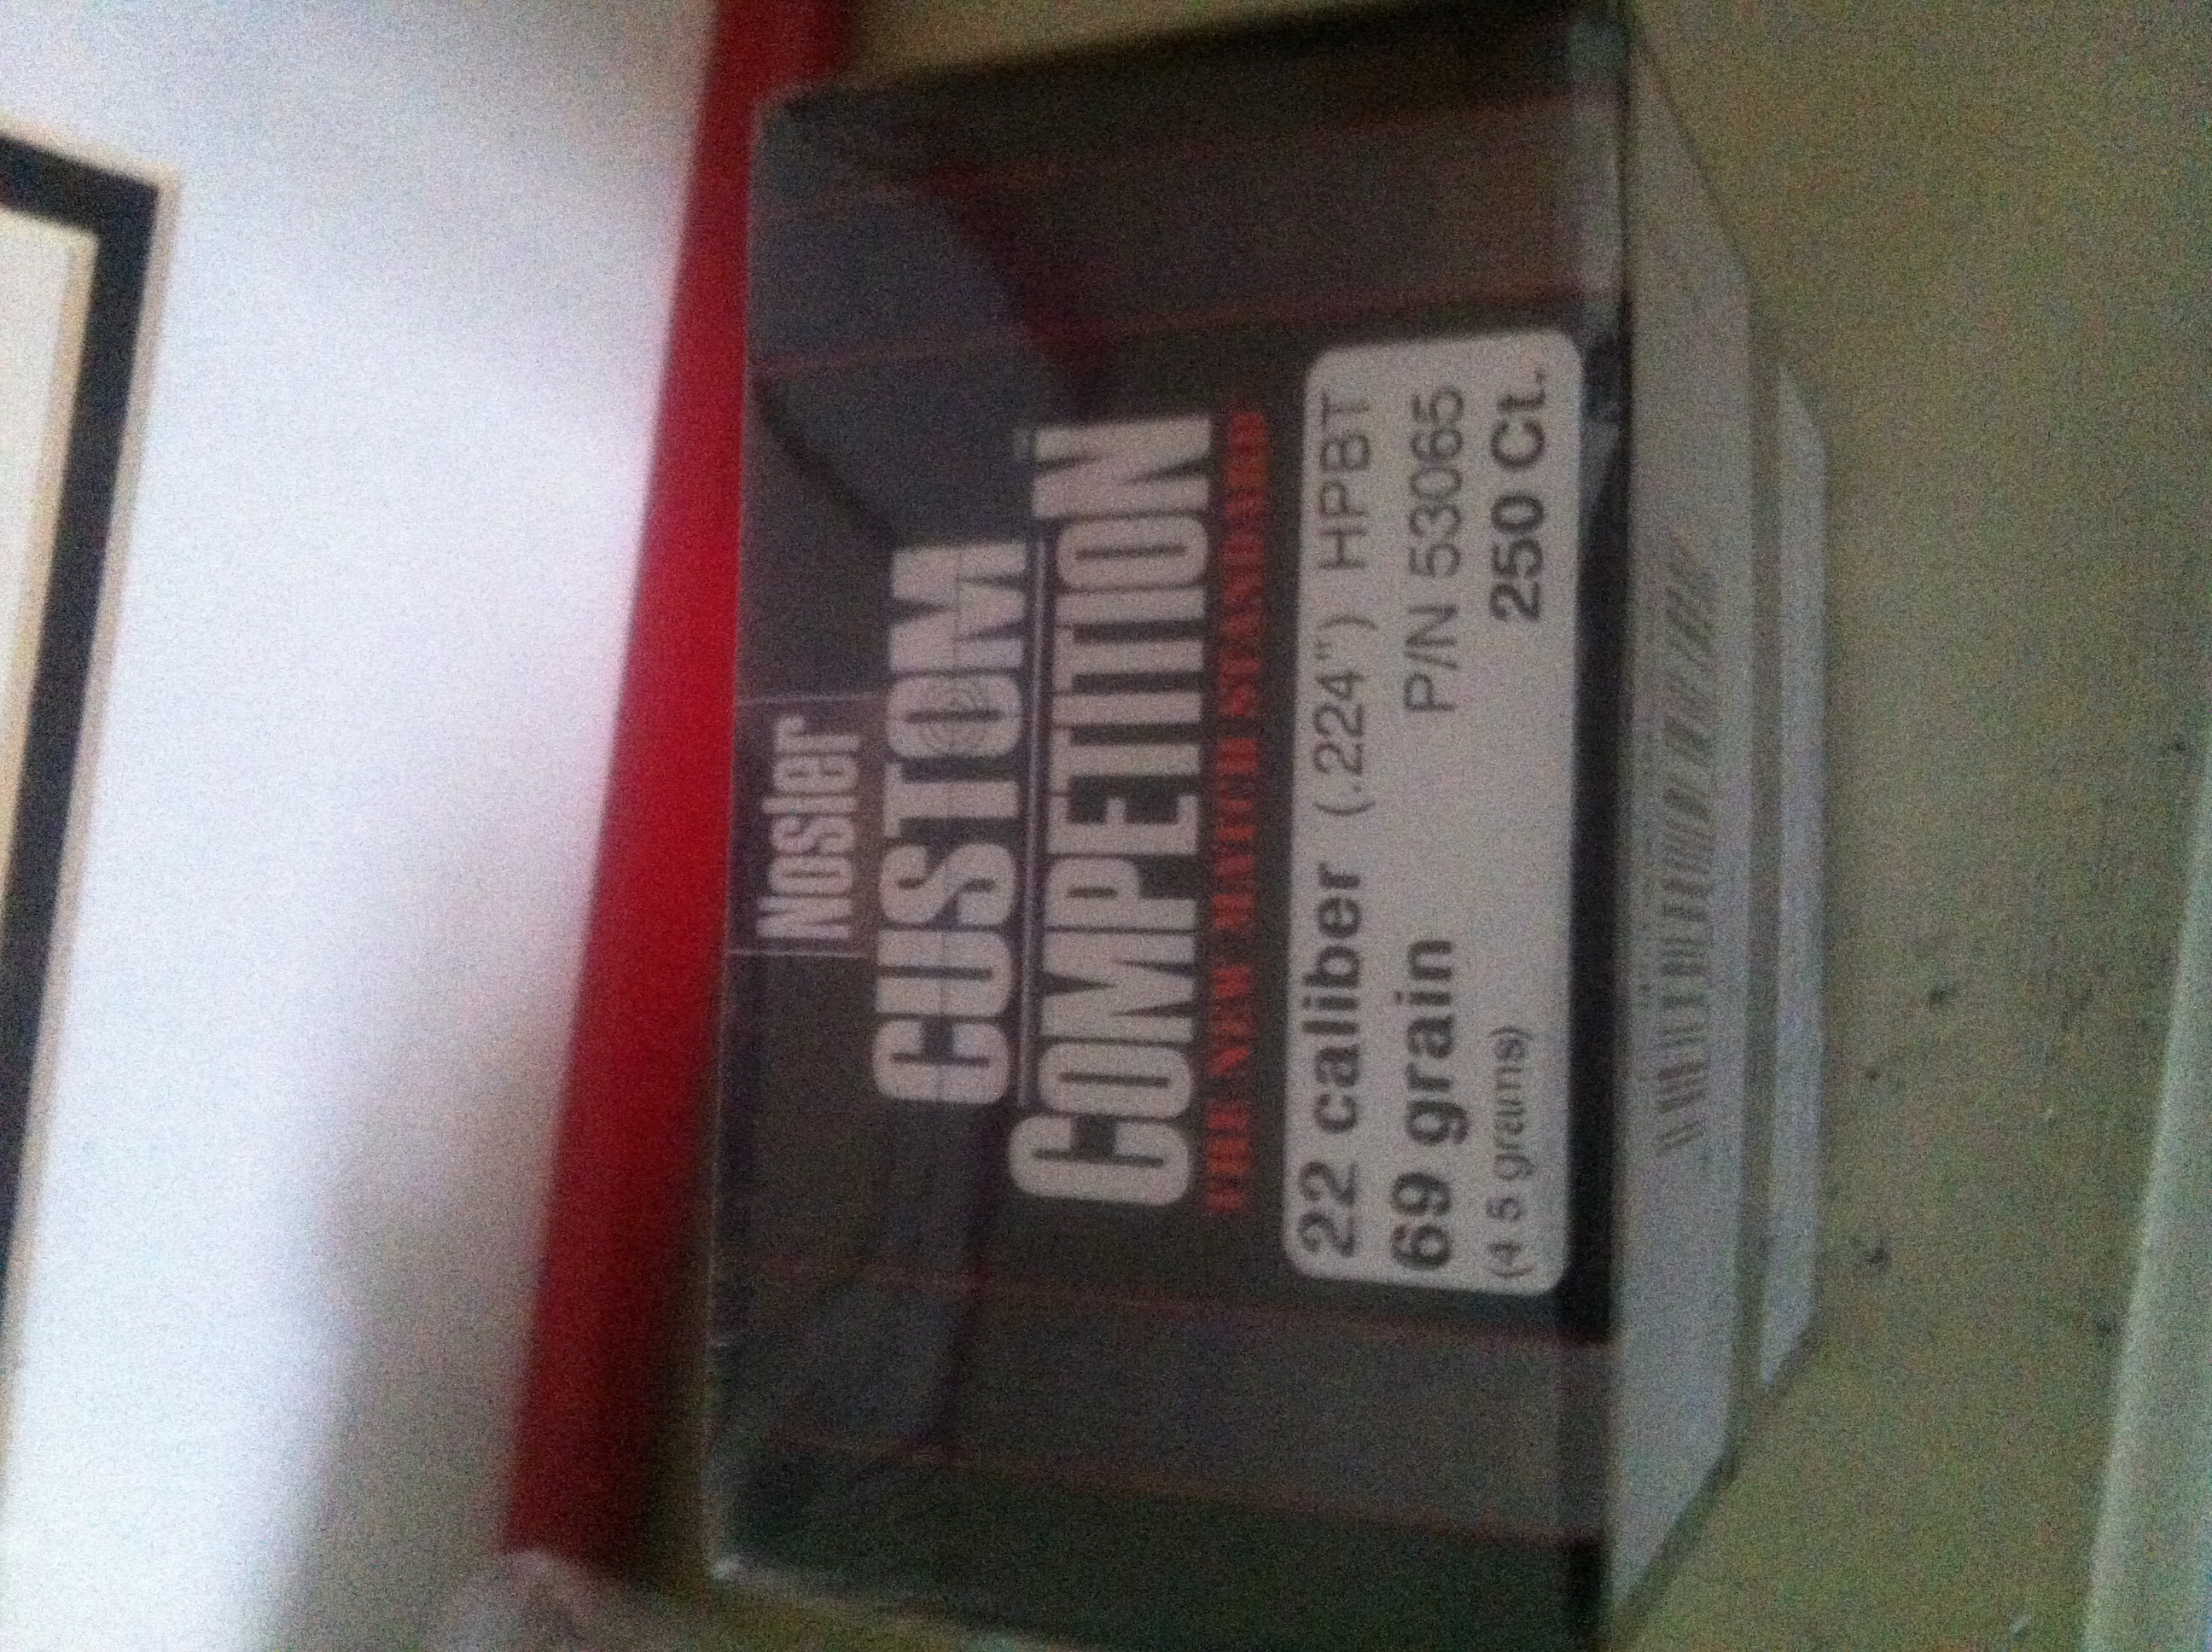 Nosler
CUSTOM
COMPETITION
THE NEW MATCH STANDARD
22 caliber (.224") HPBT
69 grain P/N 53065
(4.5 grams) 250 Ct.